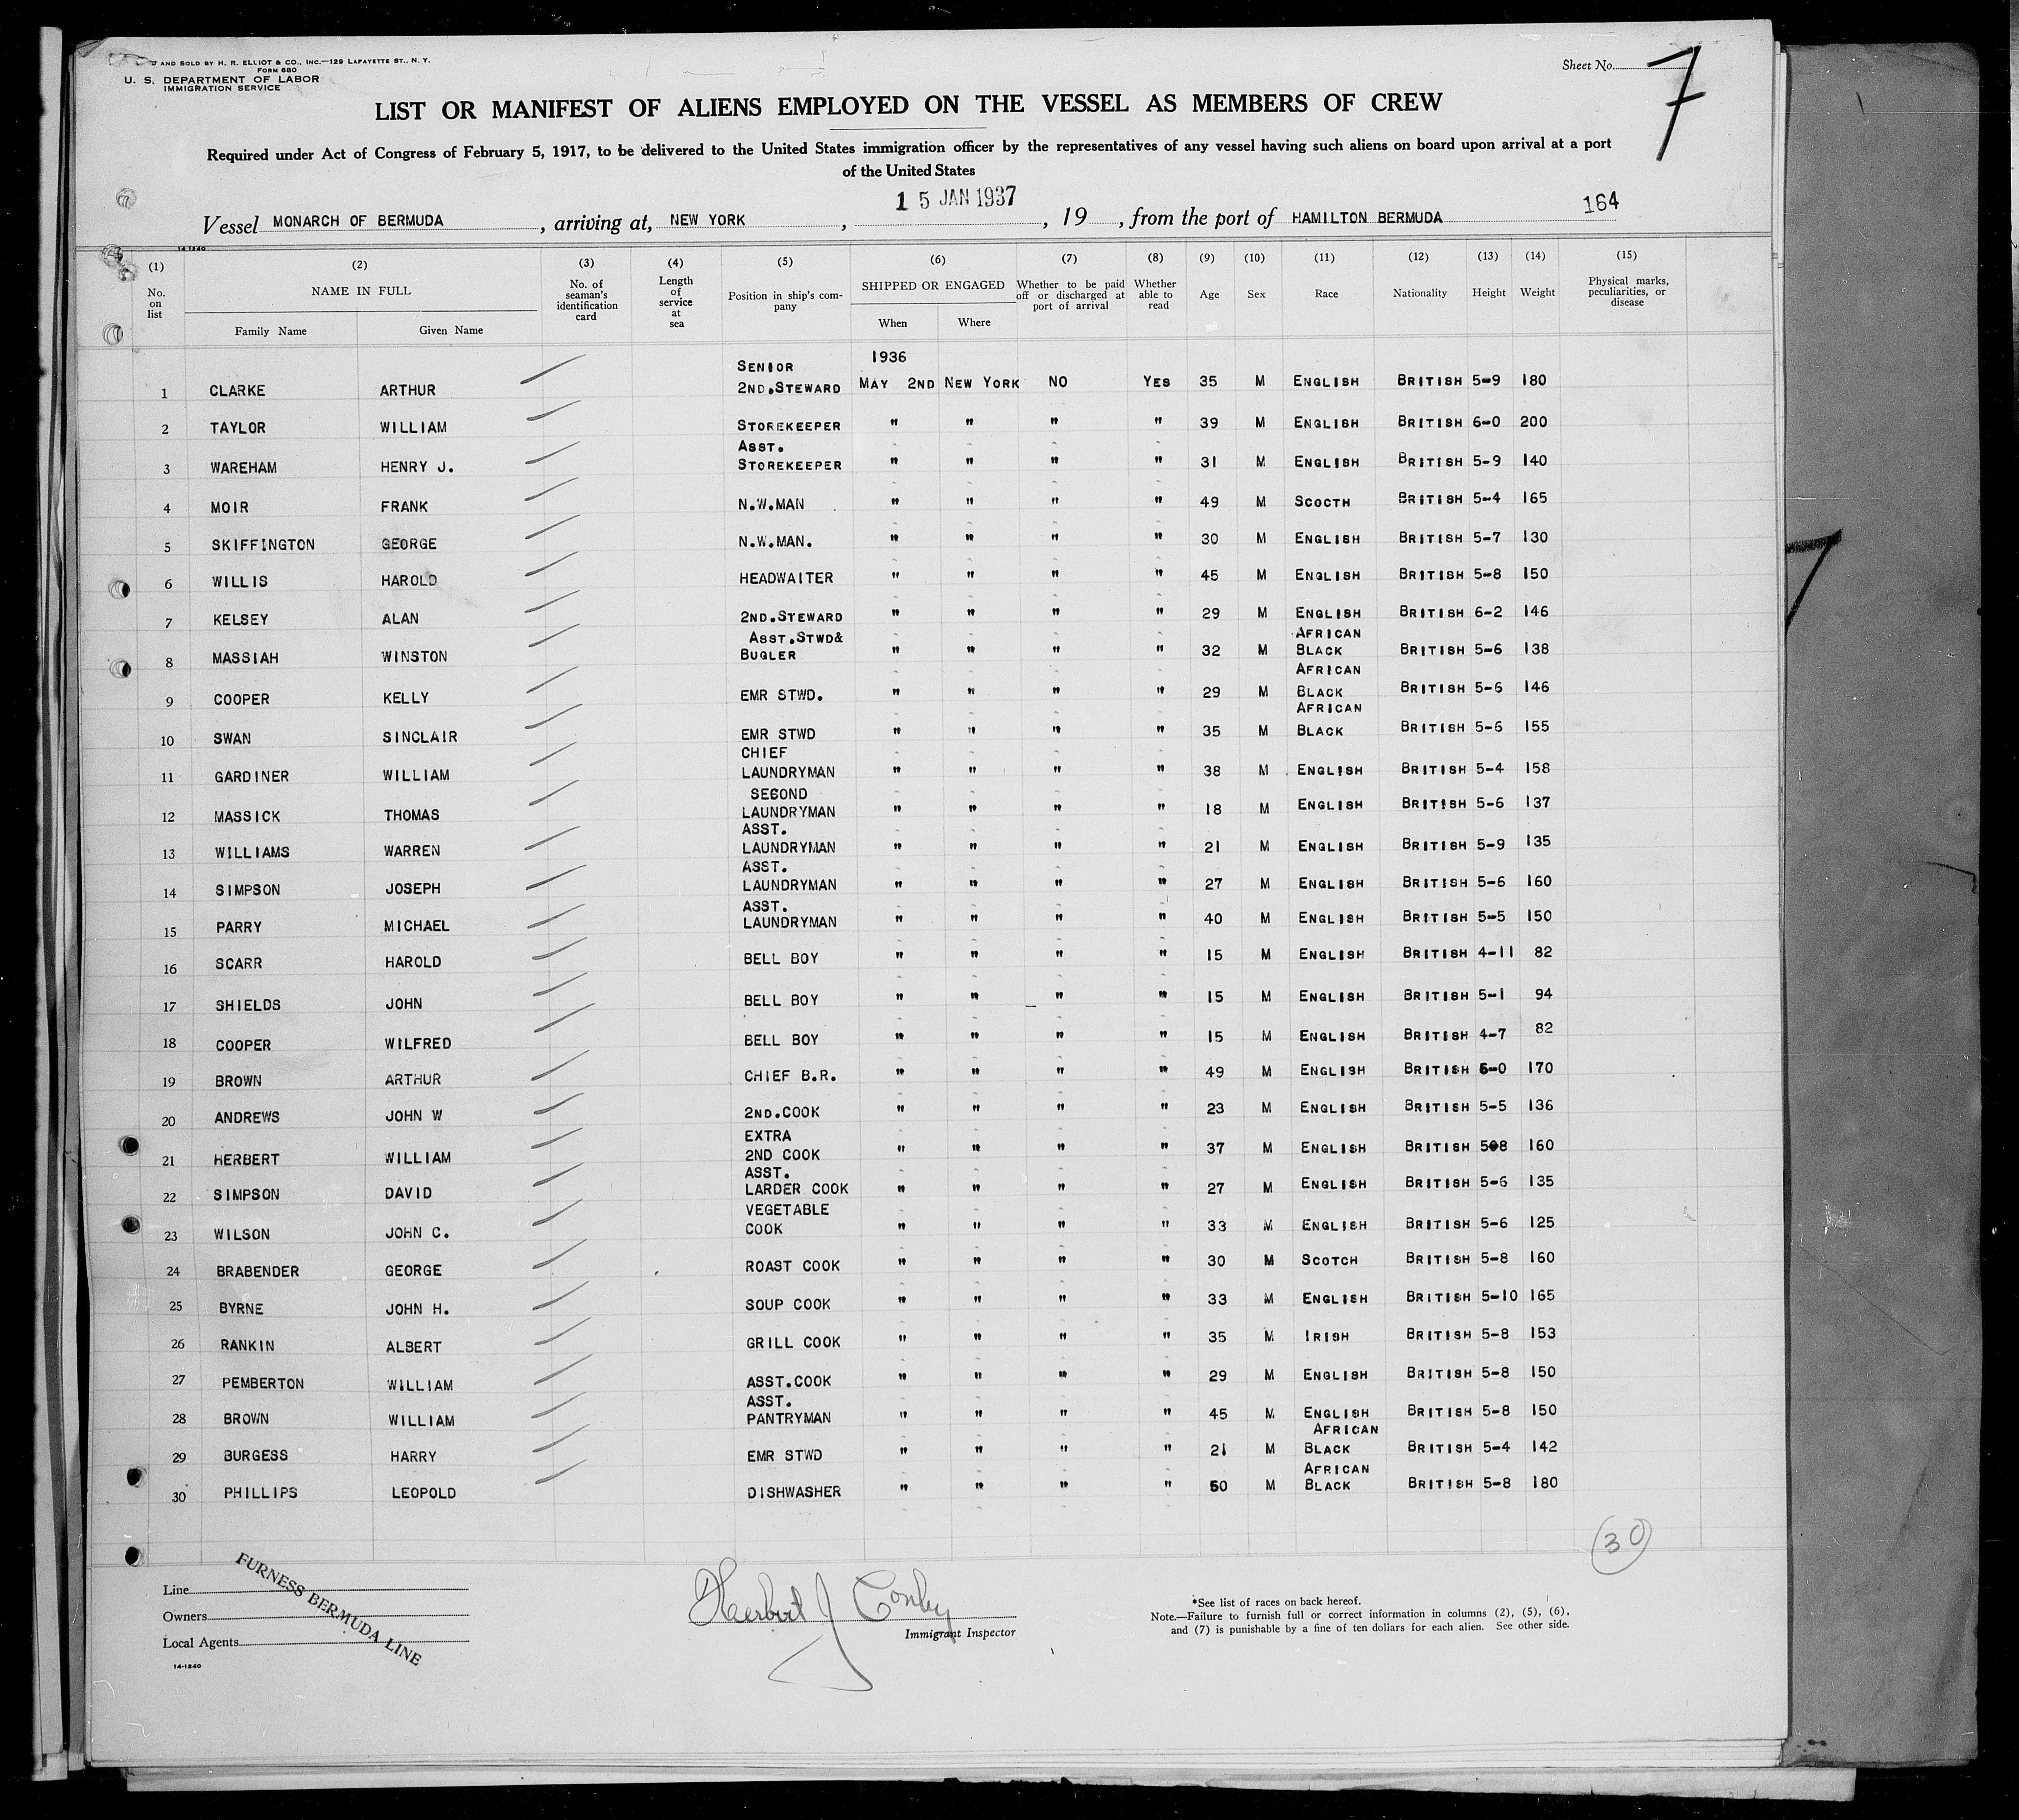 AND SOLD BY H. R. ELLIOT & CO., INC.—129 LAFAYETTE ST., N. Y.
FORM 680
U. S. DEPARTMENT OF LABOR
IMMIGRATION SERVICE
Sheet No. 7
LIST OR MANIFEST OF ALIENS EMPLOYED ON THE VESSEL AS MEMBERS OF CREW
Required under Act of Congress of February 5, 1917, to be delivered to the United States immigration officer by the representatives of any vessel having such aliens on board upon arrival at a port
of the United States
15 JAN 1937
164
Vessel MONARCH OF BERMUDA, arriving at, NEW YORK, , 19 , from the port of HAMILTON BERMUDA
14-1240
(1) (2) (3) (4) (5) (6) (7) (8) (9) (10) (11) (12) (13) (14) (15)
No. on list NAME IN FULL Family Name Given Name No. of seaman's identification card Length of service at sea Position in ship's company SHIPPED OR ENGAGED When Where Whether to be paid off or discharged at port of arrival Whether able to read Age Sex Race Nationality Height Weight Physical marks, peculiarities, or disease
SENIOR 1936
1 CLARKE ARTHUR 2ND.STEWARD MAY 2ND NEW YORK NO YES 35 M ENGLISH BRITISH 5-9 180
2 TAYLOR WILLIAM STOREKEEPER " " " " 39 M ENGLISH BRITISH 6-0 200
ASST.
3 WAREHAM HENRY J. STOREKEEPER " " " " 31 M ENGLISH BRITISH 5-9 140
4 MOIR FRANK N.W.MAN " " " " 49 M SCOCTH BRITISH 5-4 165
5 SKIFFINGTON GEORGE N.W.MAN. " " " " 30 M ENGLISH BRITISH 5-7 130
6 WILLIS HAROLD HEADWAITER " " " " 45 M ENGLISH BRITISH 5-8 150
7 KELSEY ALAN 2ND.STEWARD " " " " 29 M ENGLISH BRITISH 6-2 146
ASST.STWD& AFRICAN
8 MASSIAH WINSTON BUGLER " " " " 32 M BLACK BRITISH 5-6 138
AFRICAN
9 COOPER KELLY EMR STWD. " " " " 29 M BLACK BRITISH 5-6 146
AFRICAN
10 SWAN SINCLAIR EMR STWD " " " " 35 M BLACK BRITISH 5-6 155
CHIEF
11 GARDINER WILLIAM LAUNDRYMAN " " " " 38 M ENGLISH BRITISH 5-4 158
SECOND
12 MASSICK THOMAS LAUNDRYMAN " " " " 18 M ENGLISH BRITISH 5-6 137
ASST.
13 WILLIAMS WARREN LAUNDRYMAN " " " " 21 M ENGLISH BRITISH 5-9 135
ASST.
14 SIMPSON JOSEPH LAUNDRYMAN " " " " 27 M ENGLISH BRITISH 5-6 160
ASST.
15 PARRY MICHAEL LAUNDRYMAN " " " " 40 M ENGLISH BRITISH 5-5 150
16 SCARR HAROLD BELL BOY " " " " 15 M ENGLISH BRITISH 4-11 82
17 SHIELDS JOHN BELL BOY " " " " 15 M ENGLISH BRITISH 5-1 94
18 COOPER WILFRED BELL BOY " " " " 15 M ENGLISH BRITISH 4-7 82
19 BROWN ARTHUR CHIEF B.R. " " " " 49 M ENGLISH BRITISH 6-0 170
20 ANDREWS JOHN W 2ND.COOK " " " " 23 M ENGLISH BRITISH 5-5 136
EXTRA
21 HERBERT WILLIAM 2ND COOK " " " " 37 M ENGLISH BRITISH 5-8 160
ASST.
22 SIMPSON DAVID LARDER COOK " " " " 27 M ENGLISH BRITISH 5-6 135
VEGETABLE
23 WILSON JOHN C. COOK " " " " 33 M ENGLISH BRITISH 5-6 125
24 BRABENDER GEORGE ROAST COOK " " " " 30 M SCOTCH BRITISH 5-8 160
25 BYRNE JOHN H. SOUP COOK " " " " 33 M ENGLISH BRITISH 5-10 165
26 RANKIN ALBERT GRILL COOK " " " " 35 M IRISH BRITISH 5-8 153
27 PEMBERTON WILLIAM ASST.COOK " " " " 29 M ENGLISH BRITISH 5-8 150
ASST.
28 BROWN WILLIAM PANTRYMAN " " " " 45 M ENGLISH BRITISH 5-8 150
AFRICAN
29 BURGESS HARRY EMR STWD " " " " 21 M BLACK BRITISH 5-4 142
AFRICAN
30 PHILLIPS LEOPOLD DISHWASHER " " " " 50 M BLACK BRITISH 5-8 180
30
Line
Owners
Local Agents
FURNESS BERMUDA LINE
14-1240
Immigrant Inspector
*See list of races on back hereof.
Note.—Failure to furnish full or correct information in columns (2), (5), (6),
and (7) is punishable by a fine of ten dollars for each alien. See other side.